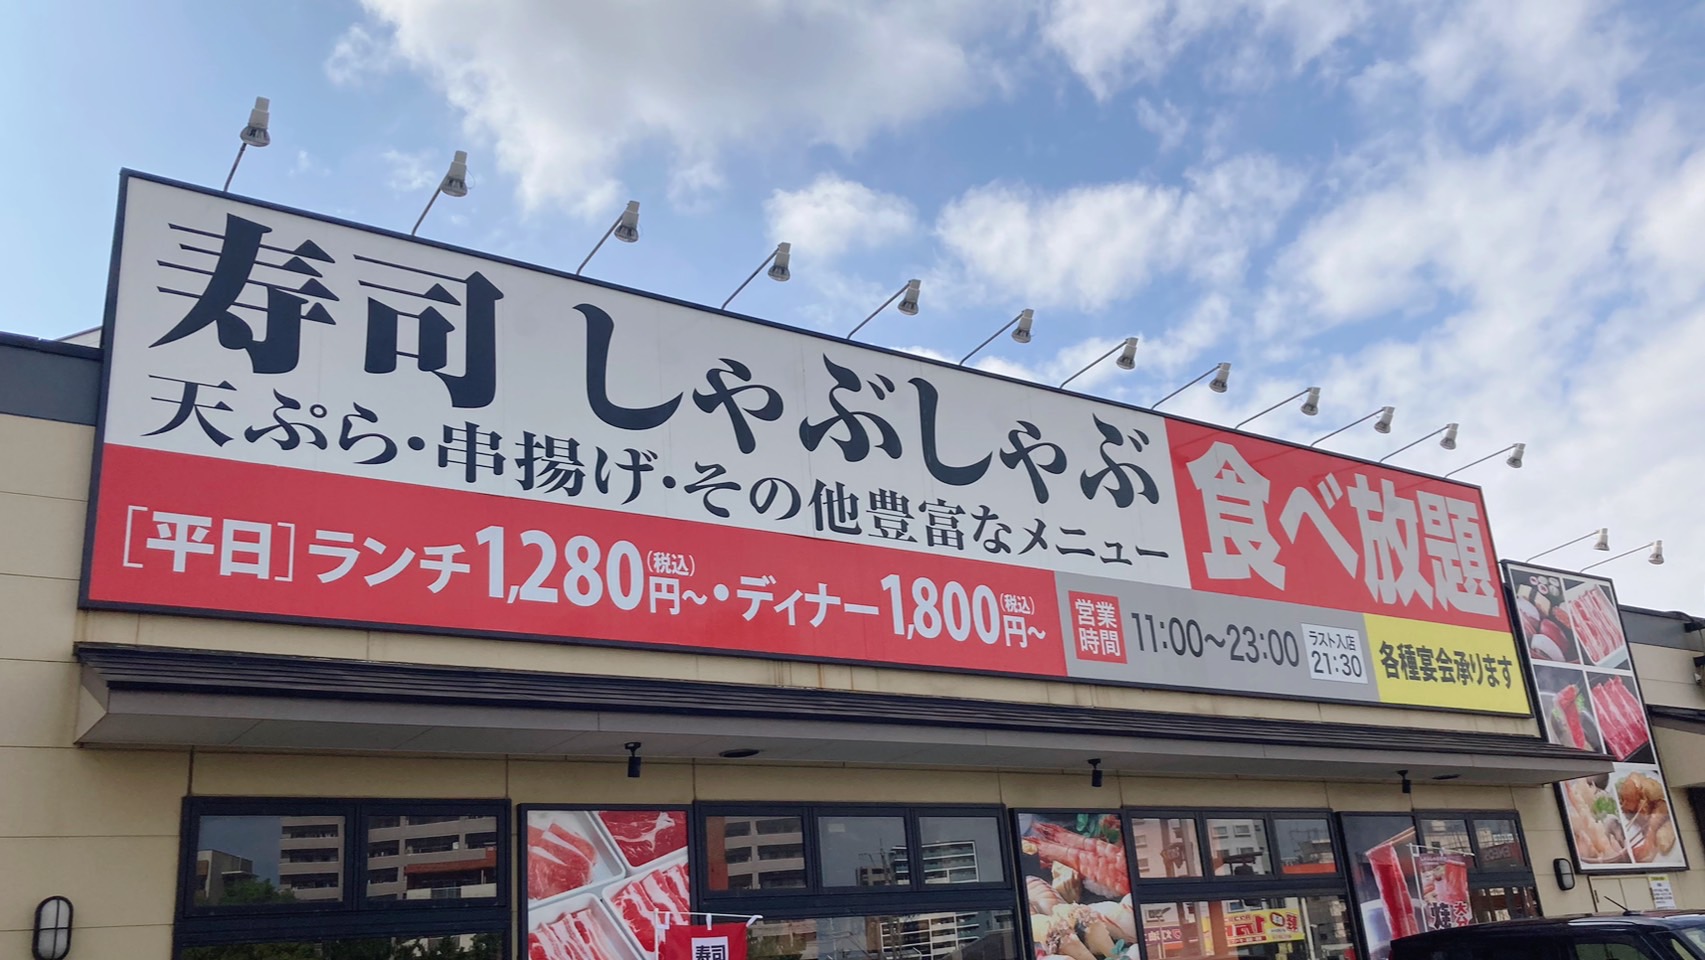 寿司 しゃぶしゃぶ
天ぷら・串揚げ・その他豊富なメニュー
食べ放題
[平日]ランチ1,280円(税込)～・ディナー1,800円(税込)～
営業時間
11:00～23:00
ラスト入店
21:30
各種宴会承ります
寿司